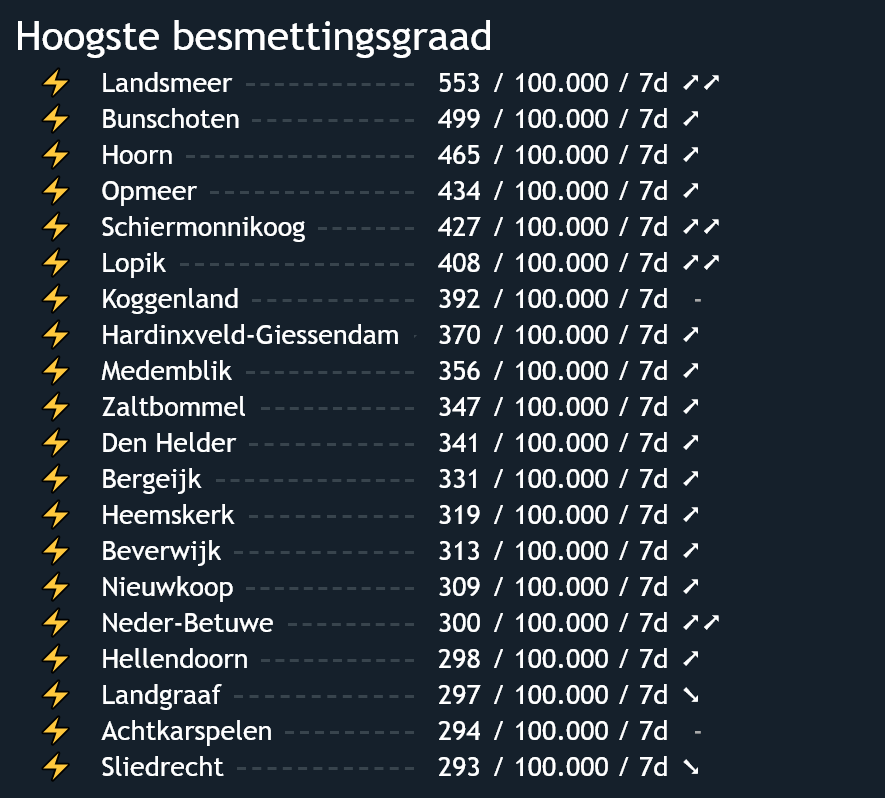 Hoogste besmettingsgraad
⚡ Landsmeer ------------ 553 / 100.000 / 7d ↗↗
⚡ Bunschoten ------------ 499 / 100.000 / 7d ↗
⚡ Hoorn ---------------- 465 / 100.000 / 7d ↗
⚡ Opmeer -------------- 434 / 100.000 / 7d ↗
⚡ Schiermonnikoog ------- 427 / 100.000 / 7d ↗↗
⚡ Lopik ---------------- 408 / 100.000 / 7d ↗↗
⚡ Koggenland ------------ 392 / 100.000 / 7d -
⚡ Hardinxveld-Giessendam - 370 / 100.000 / 7d ↗
⚡ Medemblik ------------ 356 / 100.000 / 7d ↗
⚡ Zaltbommel ----------- 347 / 100.000 / 7d ↗
⚡ Den Helder ------------ 341 / 100.000 / 7d ↗
⚡ Bergeijk -------------- 331 / 100.000 / 7d ↗
⚡ Heemskerk ------------ 319 / 100.000 / 7d ↗
⚡ Beverwijk ------------- 313 / 100.000 / 7d ↗
⚡ Nieuwkoop ------------ 309 / 100.000 / 7d ↗
⚡ Neder-Betuwe --------- 300 / 100.000 / 7d ↗↗
⚡ Hellendoorn ----------- 298 / 100.000 / 7d ↗
⚡ Landgraaf ------------- 297 / 100.000 / 7d ↘
⚡ Achtkarspelen --------- 294 / 100.000 / 7d -
⚡ Sliedrecht ------------- 293 / 100.000 / 7d ↘